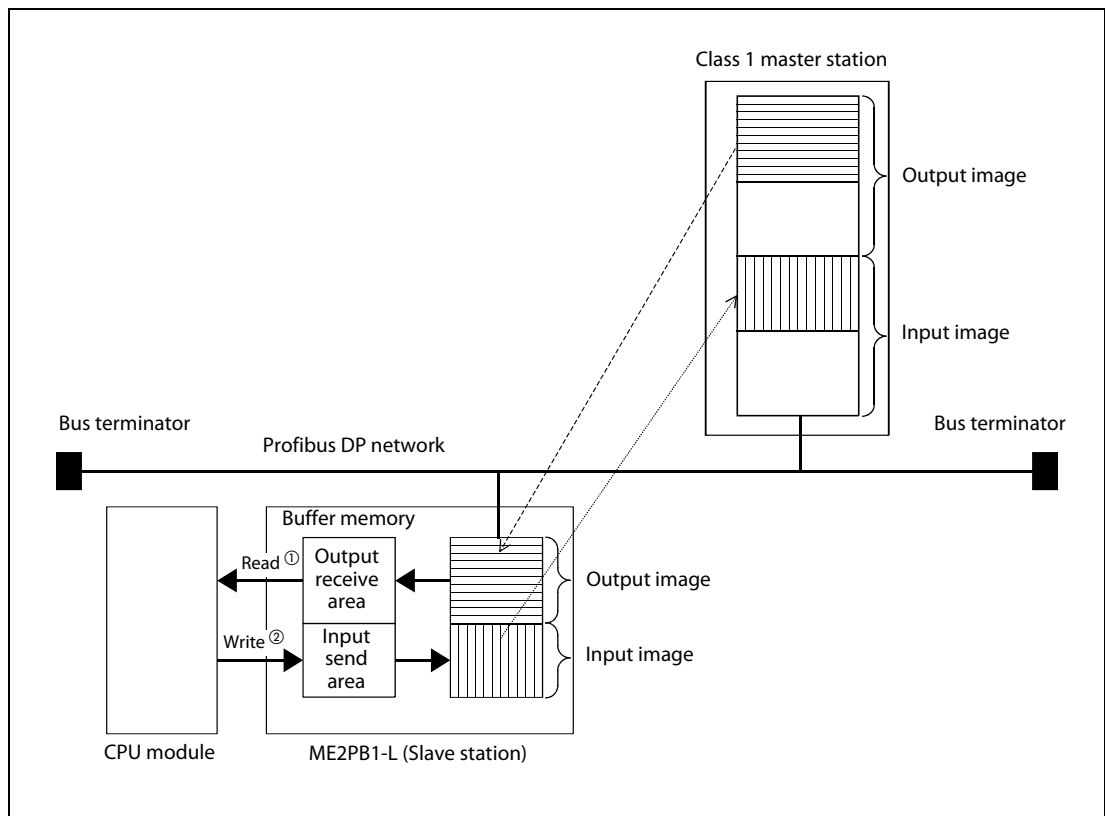 Class 1 master station
Output image
Input image
Bus terminator
Profibus DP network
Bus terminator
Buffer memory
Read ①
Output
receive
area
Output image
Write ②
Input
send
area
Input image
CPU module
ME2PB1-L (Slave station)